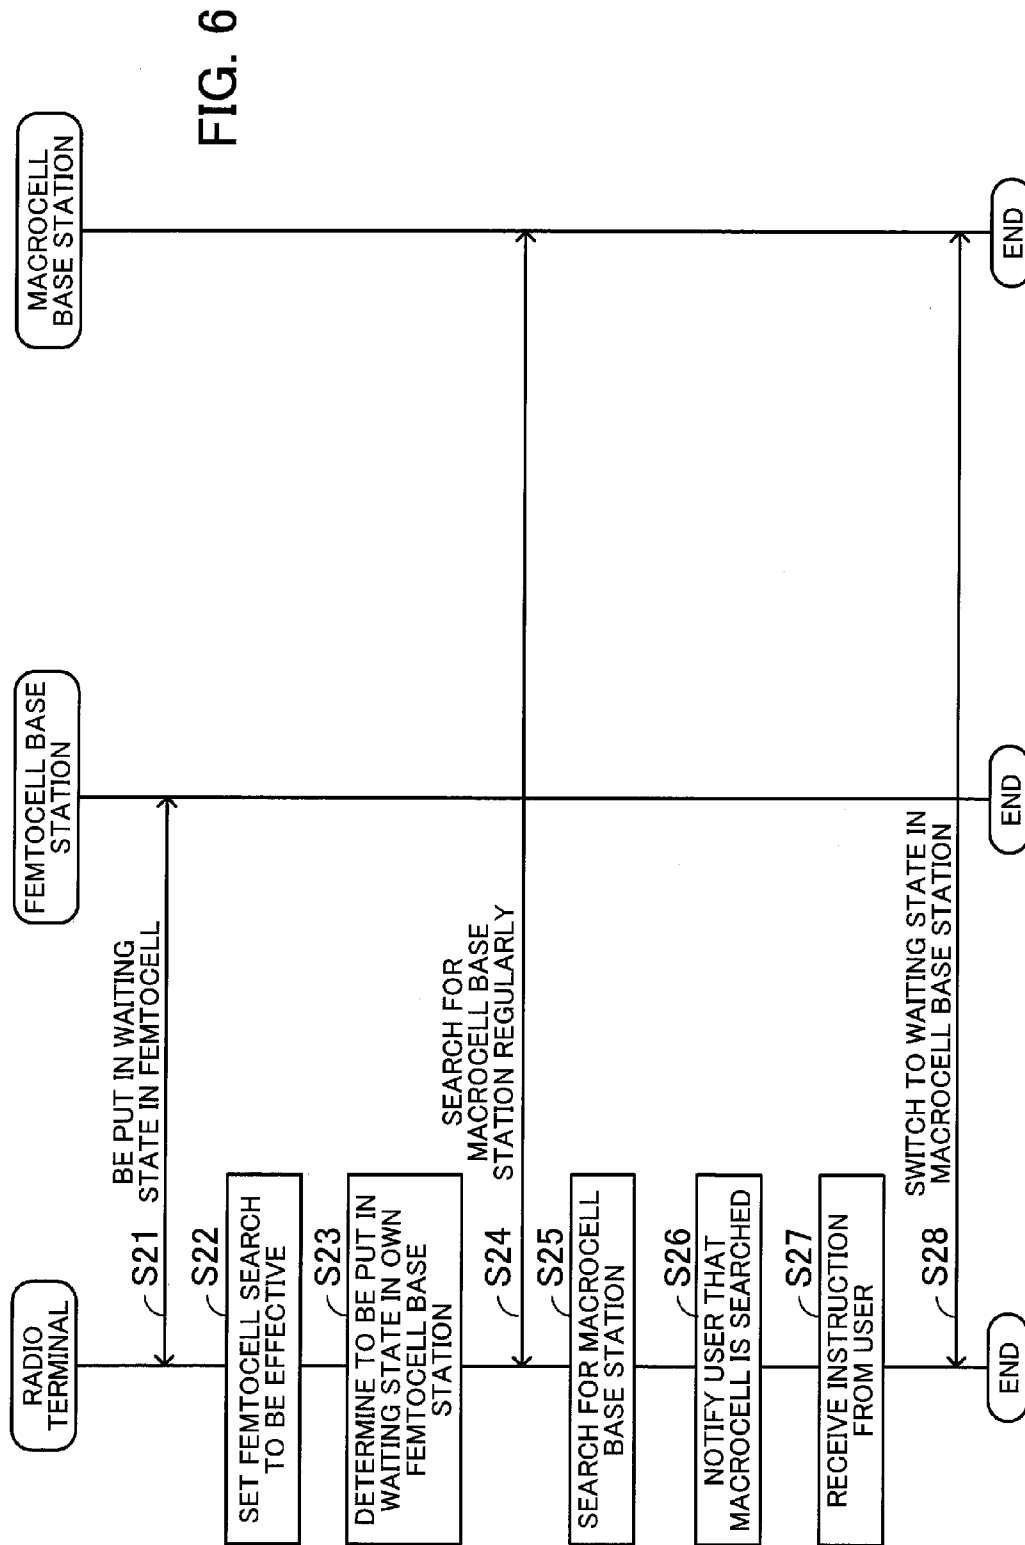 FIG. 6
RADIO
TERMINAL
FEMTOCELL BASE
STATION
MACROCELL
BASE STATION
S21
BE PUT IN WAITING
STATE IN FEMTOCELL
S22
SET FEMTOCELL SEARCH
TO BE EFFECTIVE
S23
DETERMINE TO BE PUT IN
WAITING STATE IN OWN
FEMTOCELL BASE
STATION
S24
SEARCH FOR
MACROCELL BASE
STATION REGULARLY
S25
SEARCH FOR MACROCELL
BASE STATION
S26
NOTIFY USER THAT
MACROCELL IS SEARCHED
S27
RECEIVE INSTRUCTION
FROM USER
S28
SWITCH TO WAITING STATE IN
MACROCELL BASE STATION
END
END
END